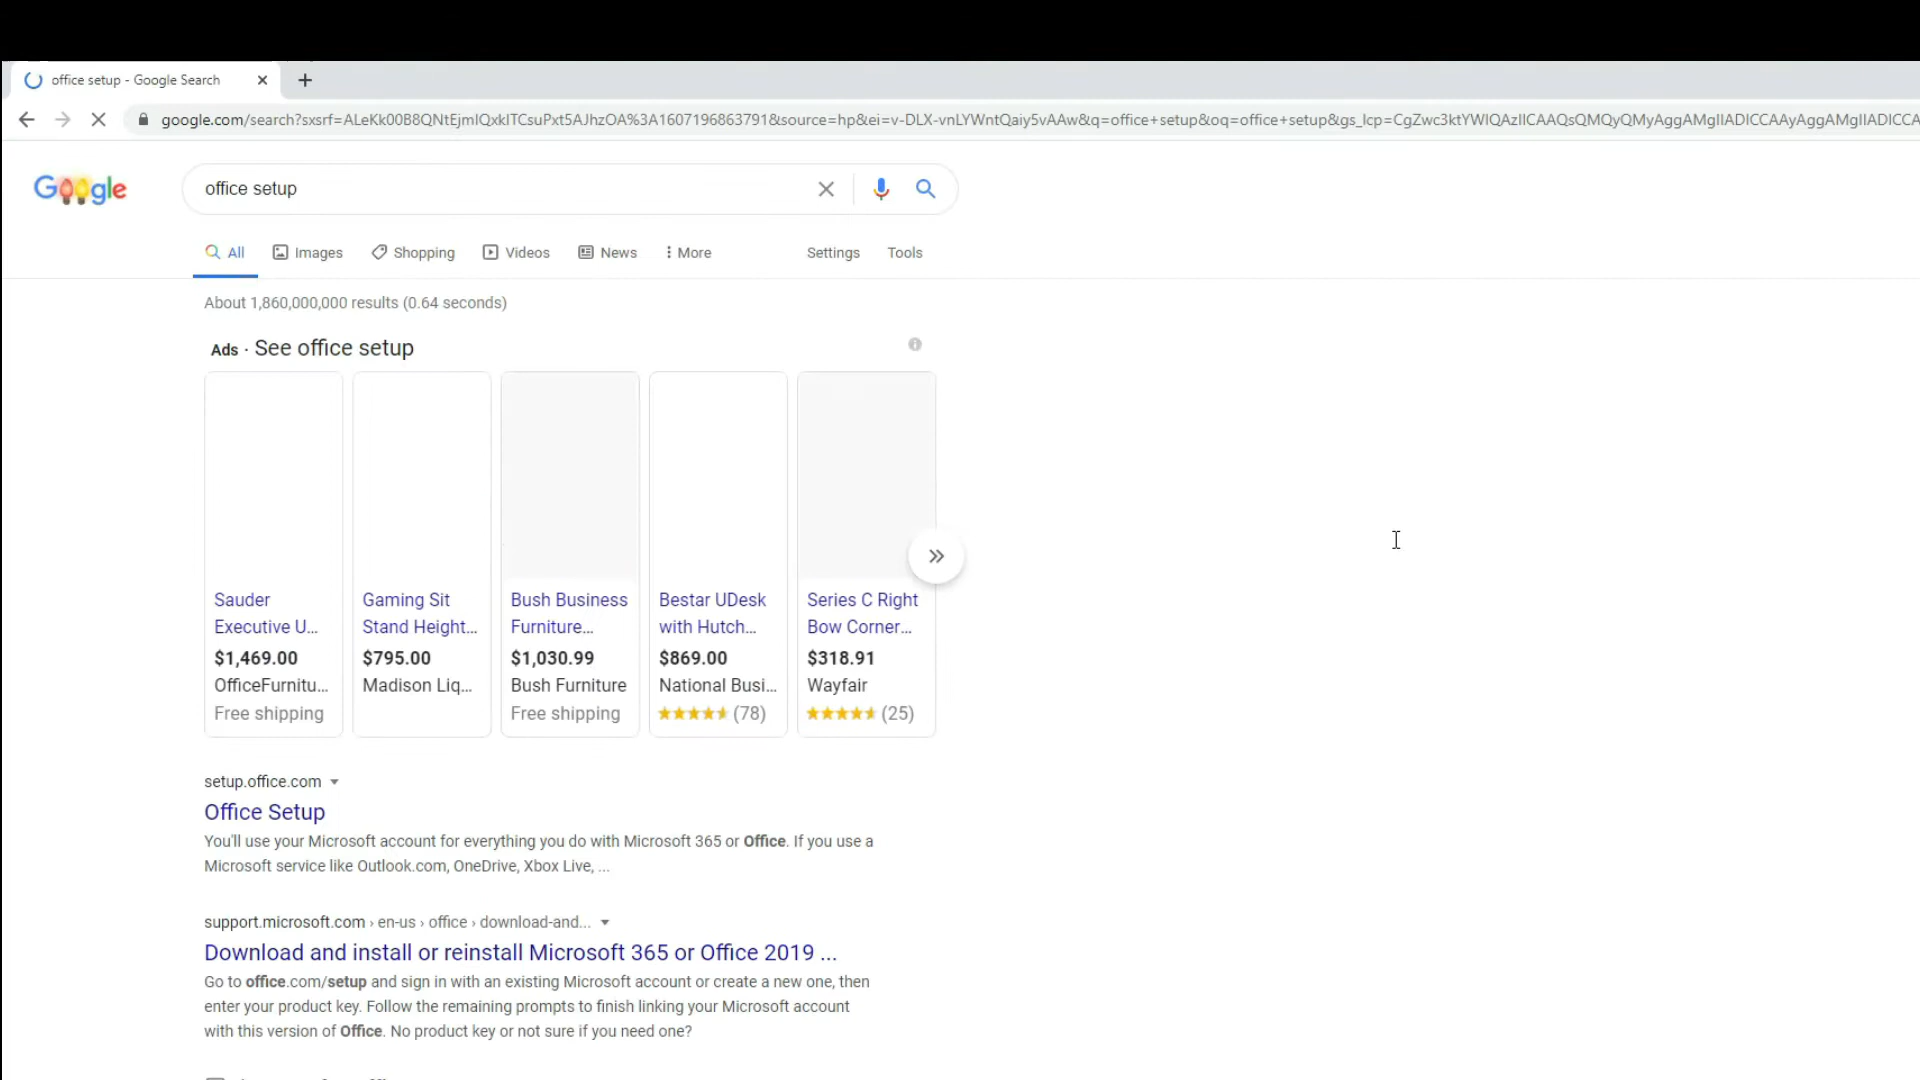 office setup - Google Search
google.com/search?sxsrf=ALeKk00B8QNtEjmIQxkITCsuPxt5AJhzOA%3A1607196863791&source=hp&ei=v-DLX-vnLYWntQaiy5vAAw&q=office+setup&oq=office+setup&gs_lcp=CgZwc3ktYWIQAzIICAAQsQMQyQMyAggAMgIIADICCAAyAggAMgIIADICCA
Google
office setup
All Images Shopping Videos News More Settings Tools
About 1,860,000,000 results (0.64 seconds)
Ads · See office setup
Sauder
Executive U...
$1,469.00
OfficeFurnitu...
Free shipping
Gaming Sit
Stand Height...
$795.00
Madison Liq...
Bush Business
Furniture...
$1,030.99
Bush Furniture
Free shipping
Bestar UDesk
with Hutch...
$869.00
National Busi...
(78)
Series C Right
Bow Corner...
$318.91
Wayfair
(25)
setup.office.com
Office Setup
You'll use your Microsoft account for everything you do with Microsoft 365 or Office. If you use a
Microsoft service like Outlook.com, OneDrive, Xbox Live, ...
support.microsoft.com › en-us › office › download-and...
Download and install or reinstall Microsoft 365 or Office 2019 ...
Go to office.com/setup and sign in with an existing Microsoft account or create a new one, then
enter your product key. Follow the remaining prompts to finish linking your Microsoft account
with this version of Office. No product key or not sure if you need one?